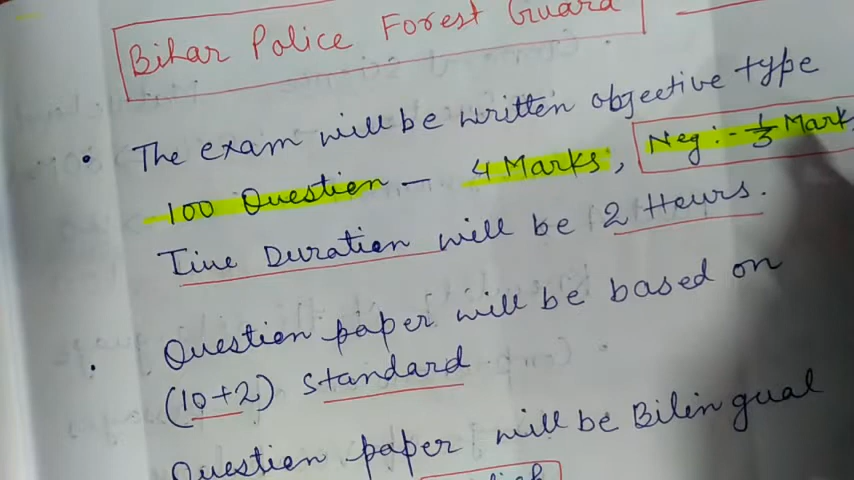 Bihar Police Forest Guard
• The exam will be written objective type
100 Question – 4 Marks, Neg:- 1/3 Mark
Time Duration will be 2 Hours.
• Question paper will be based on
(10+2) standard
Question paper will be Bilingual